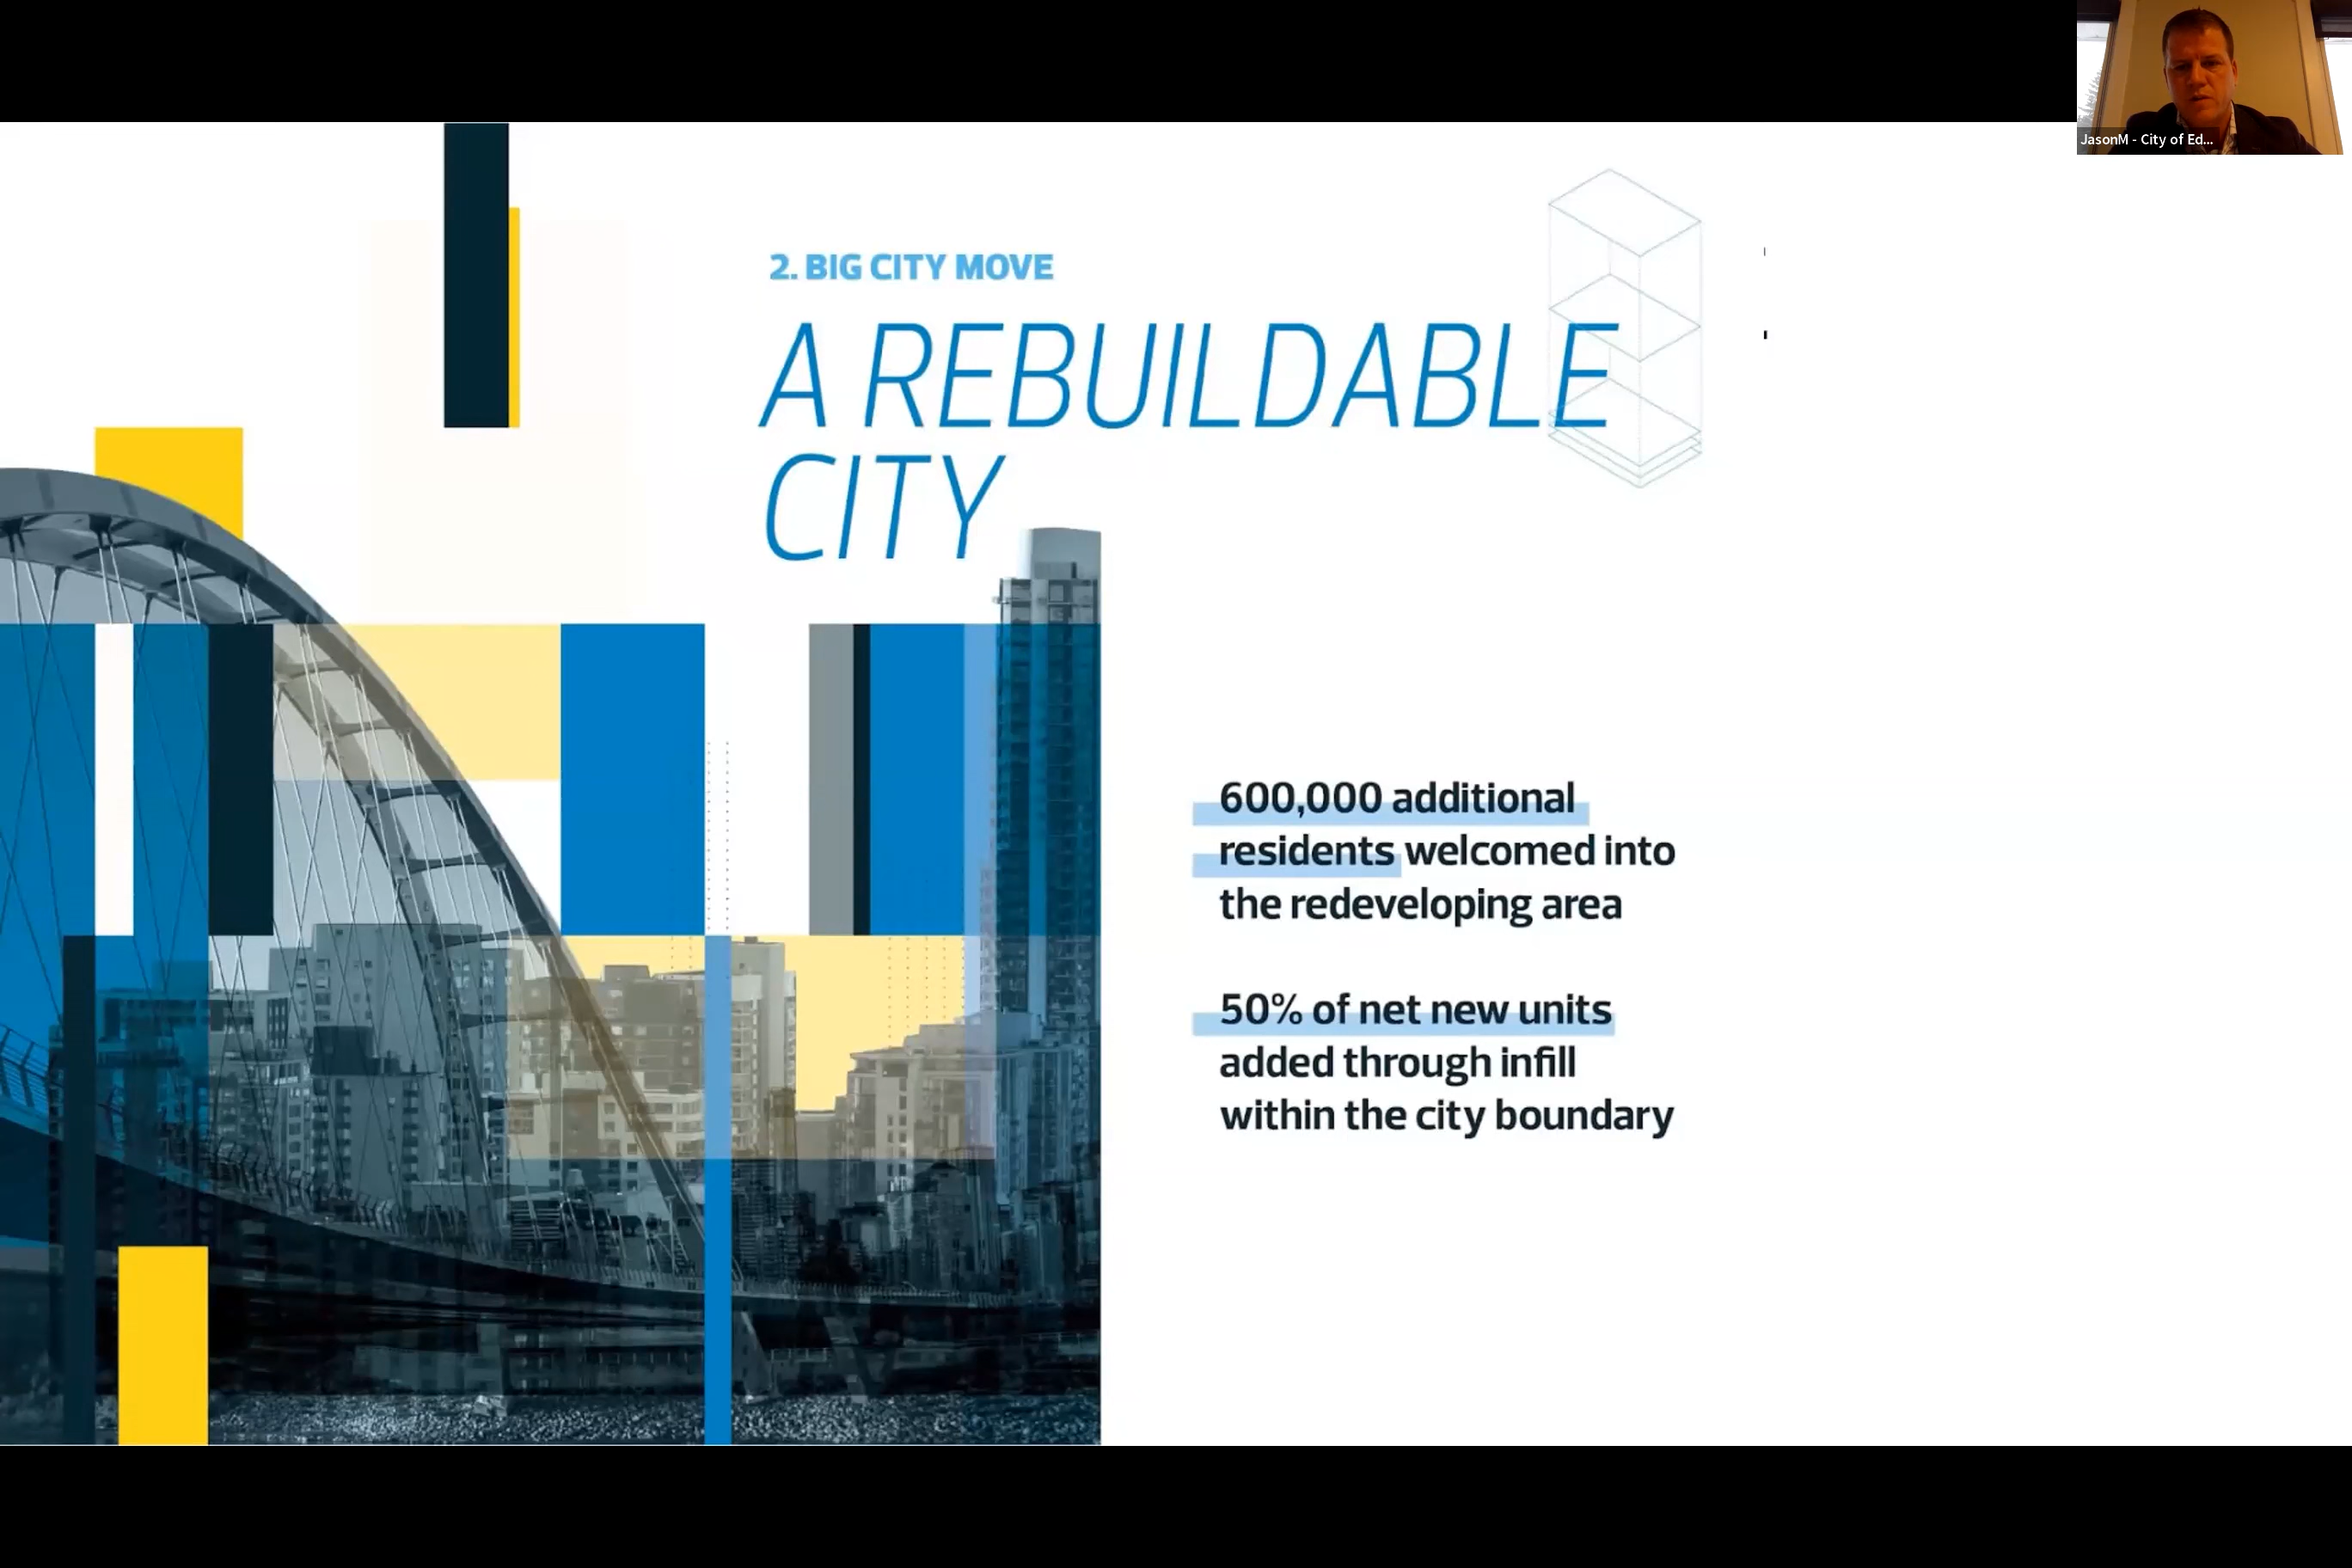 JasonM - City of Ed...
2. BIG CITY MOVE
A REBUILDABLE
CITY
600,000 additional
residents welcomed into
the redeveloping area
50% of net new units
added through infill
within the city boundary